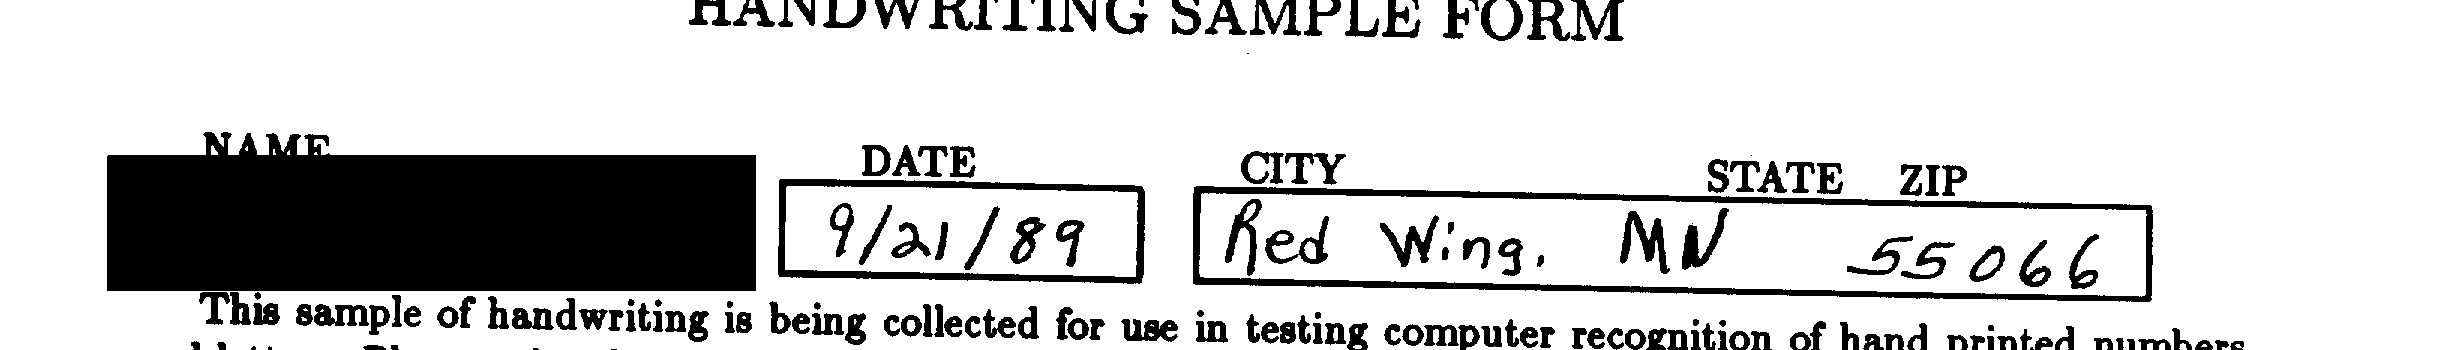 HANDWRITING SAMPLE FORM
NAME DATE CITY STATE ZIP
9/21/89 Red Wing, MN 55066
This sample of handwriting is being collected for use in testing computer recognition of hand printed numbers